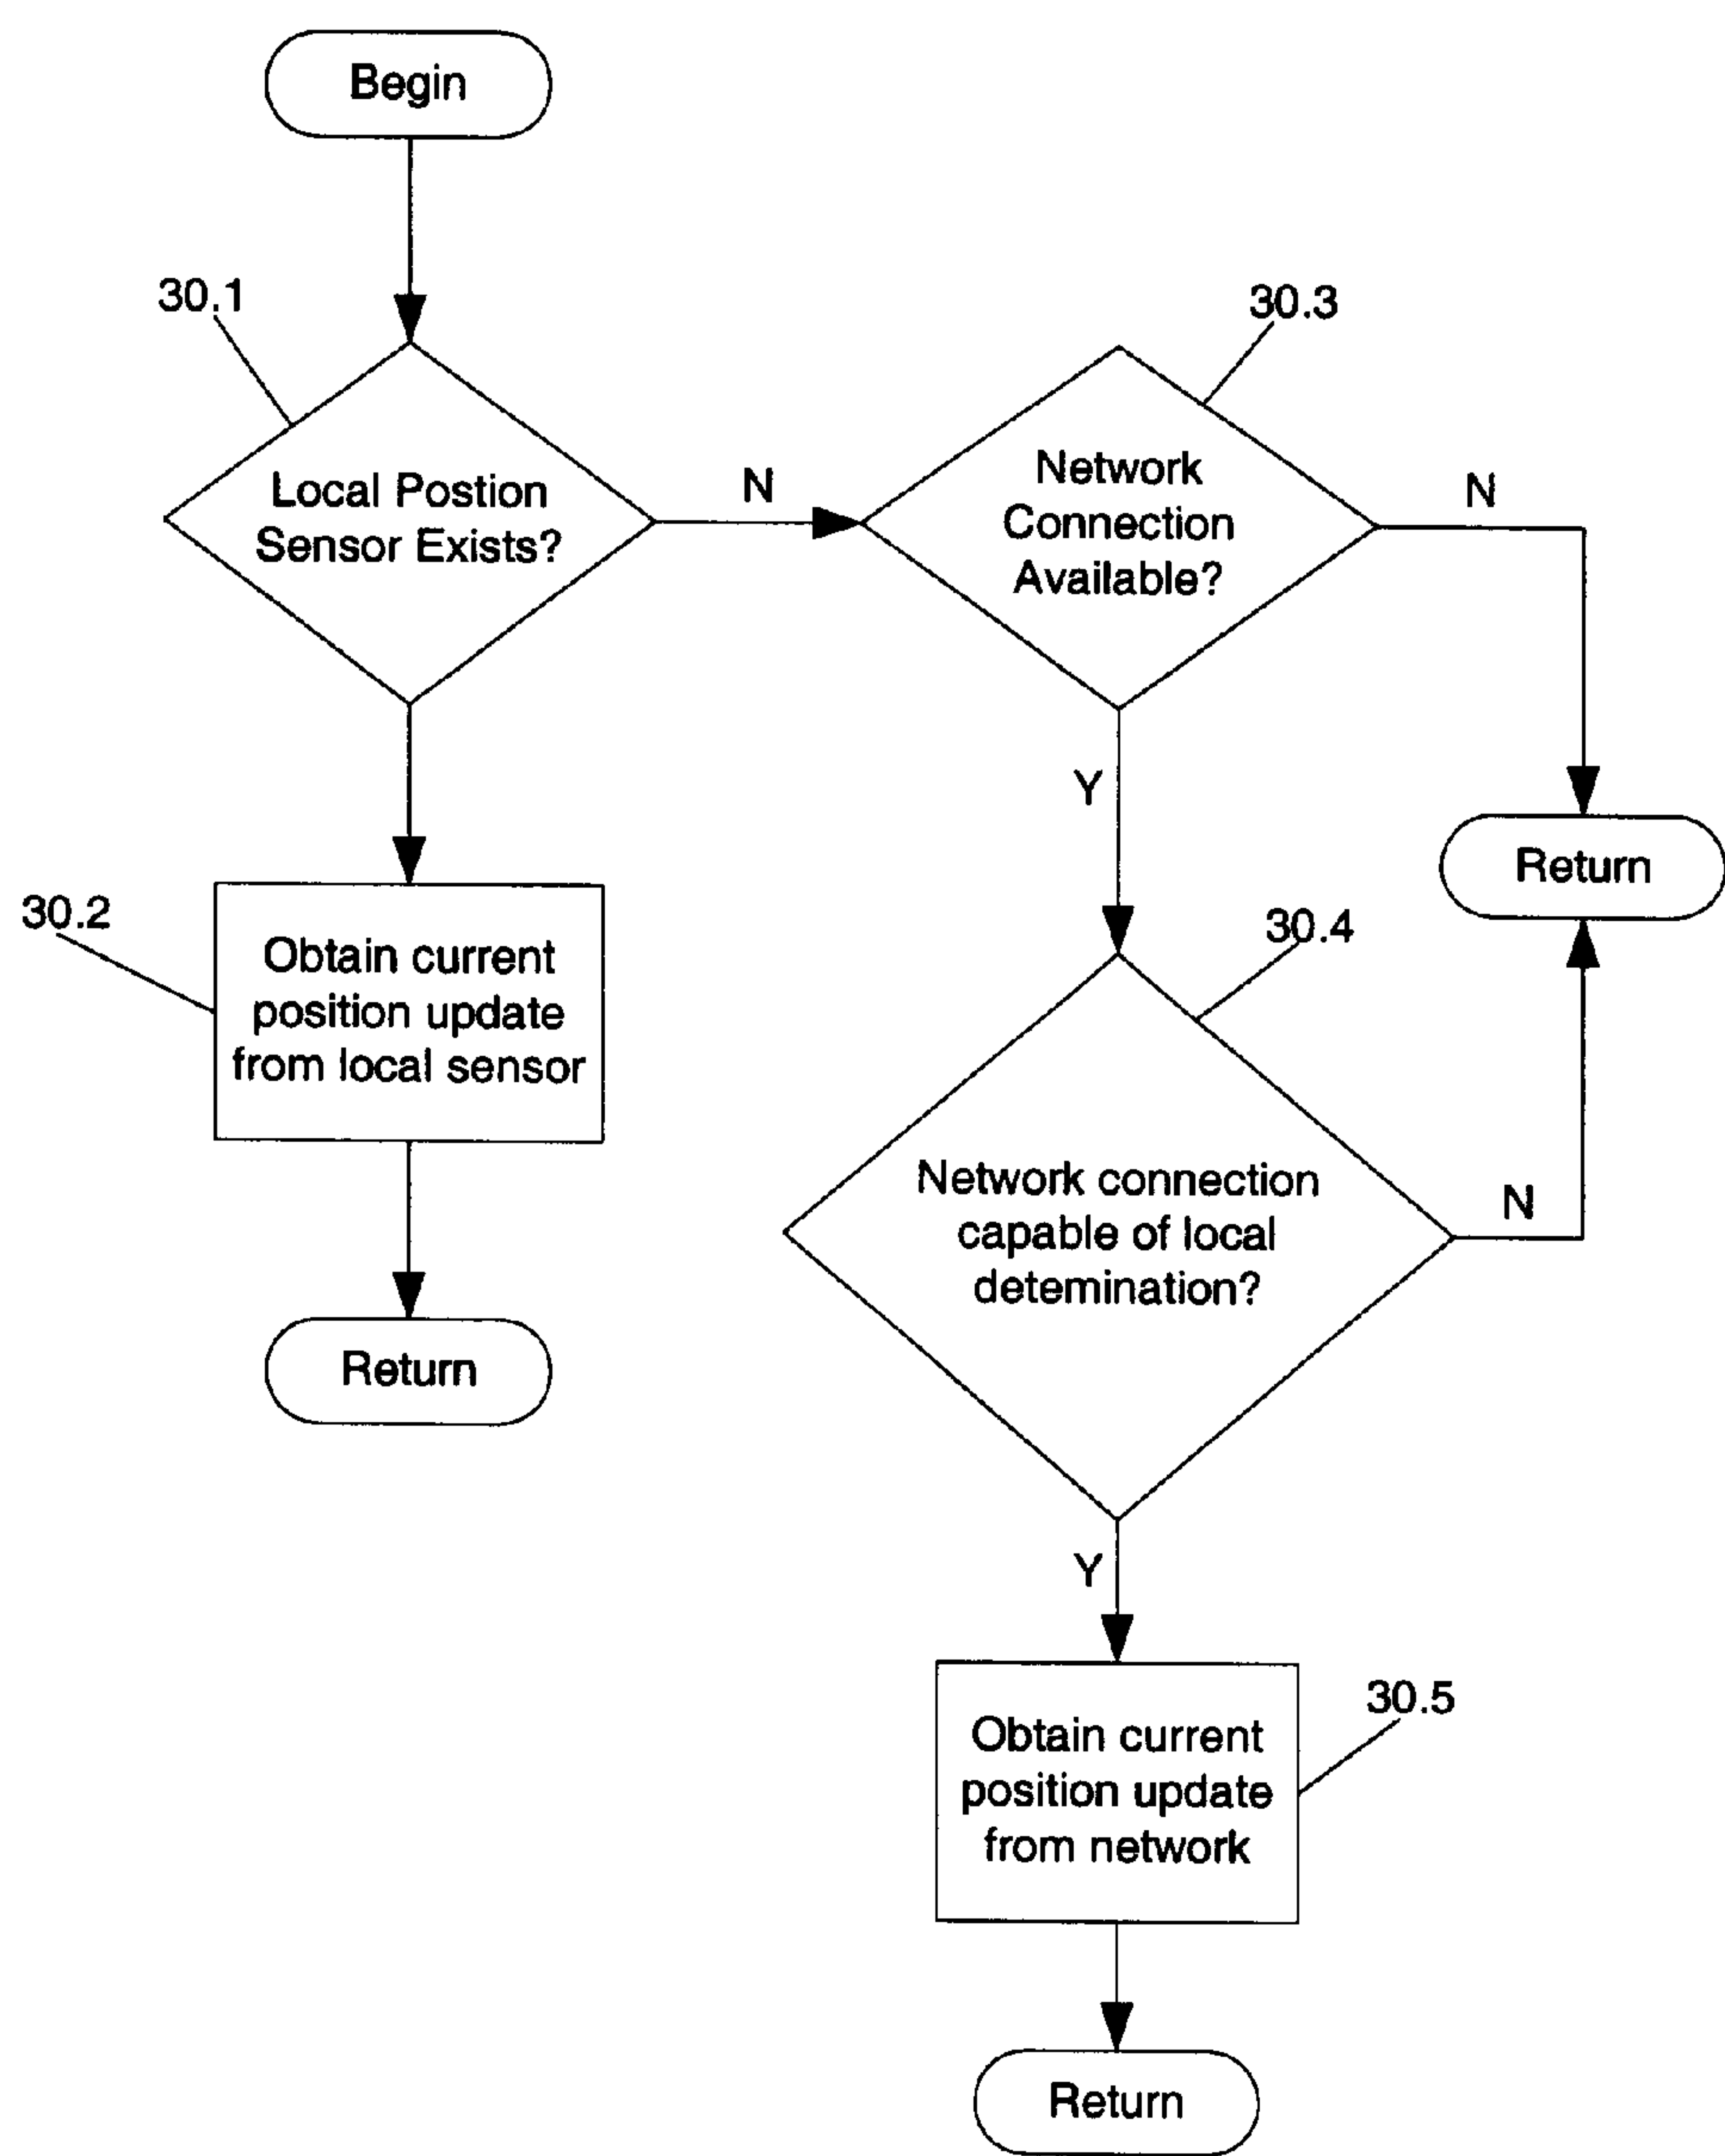 Begin
30.1
Local Postion
Sensor Exists?
N
30.3
Network
Connection
Available?
N
Y
Return
30.2
Obtain current
position update
from local sensor
Return
30.4
Network connection
capable of local
detemination?
N
Y
30.5
Obtain current
position update
from network
Return